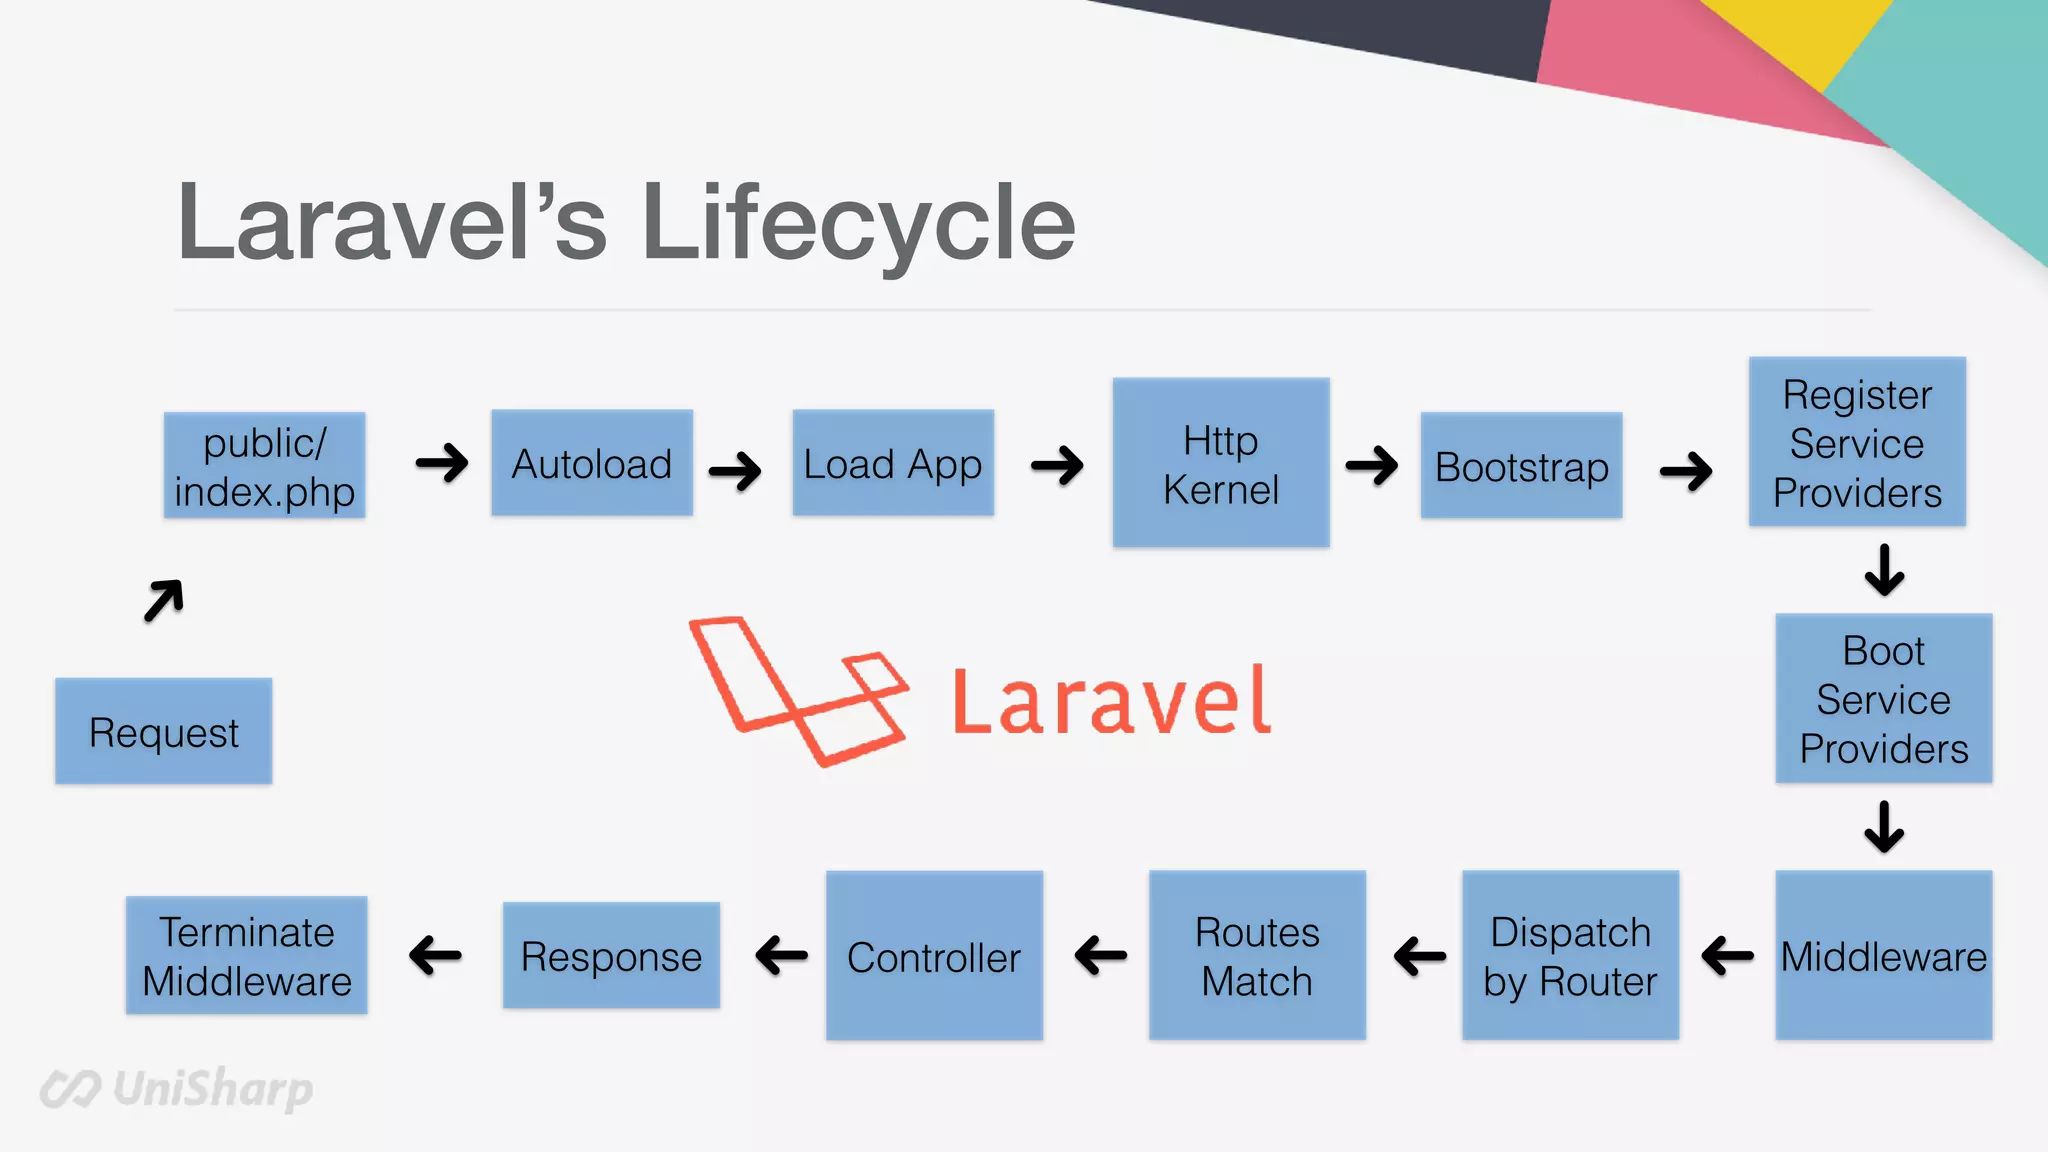 Laravel’s Lifecycle
public/
index.php
Autoload
Load App
Http
Kernel
Bootstrap
Register
Service
Providers
Boot
Service
Providers
Request
Laravel
Terminate
Middleware
Response
Controller
Routes
Match
Dispatch
by Router
Middleware
UniSharp